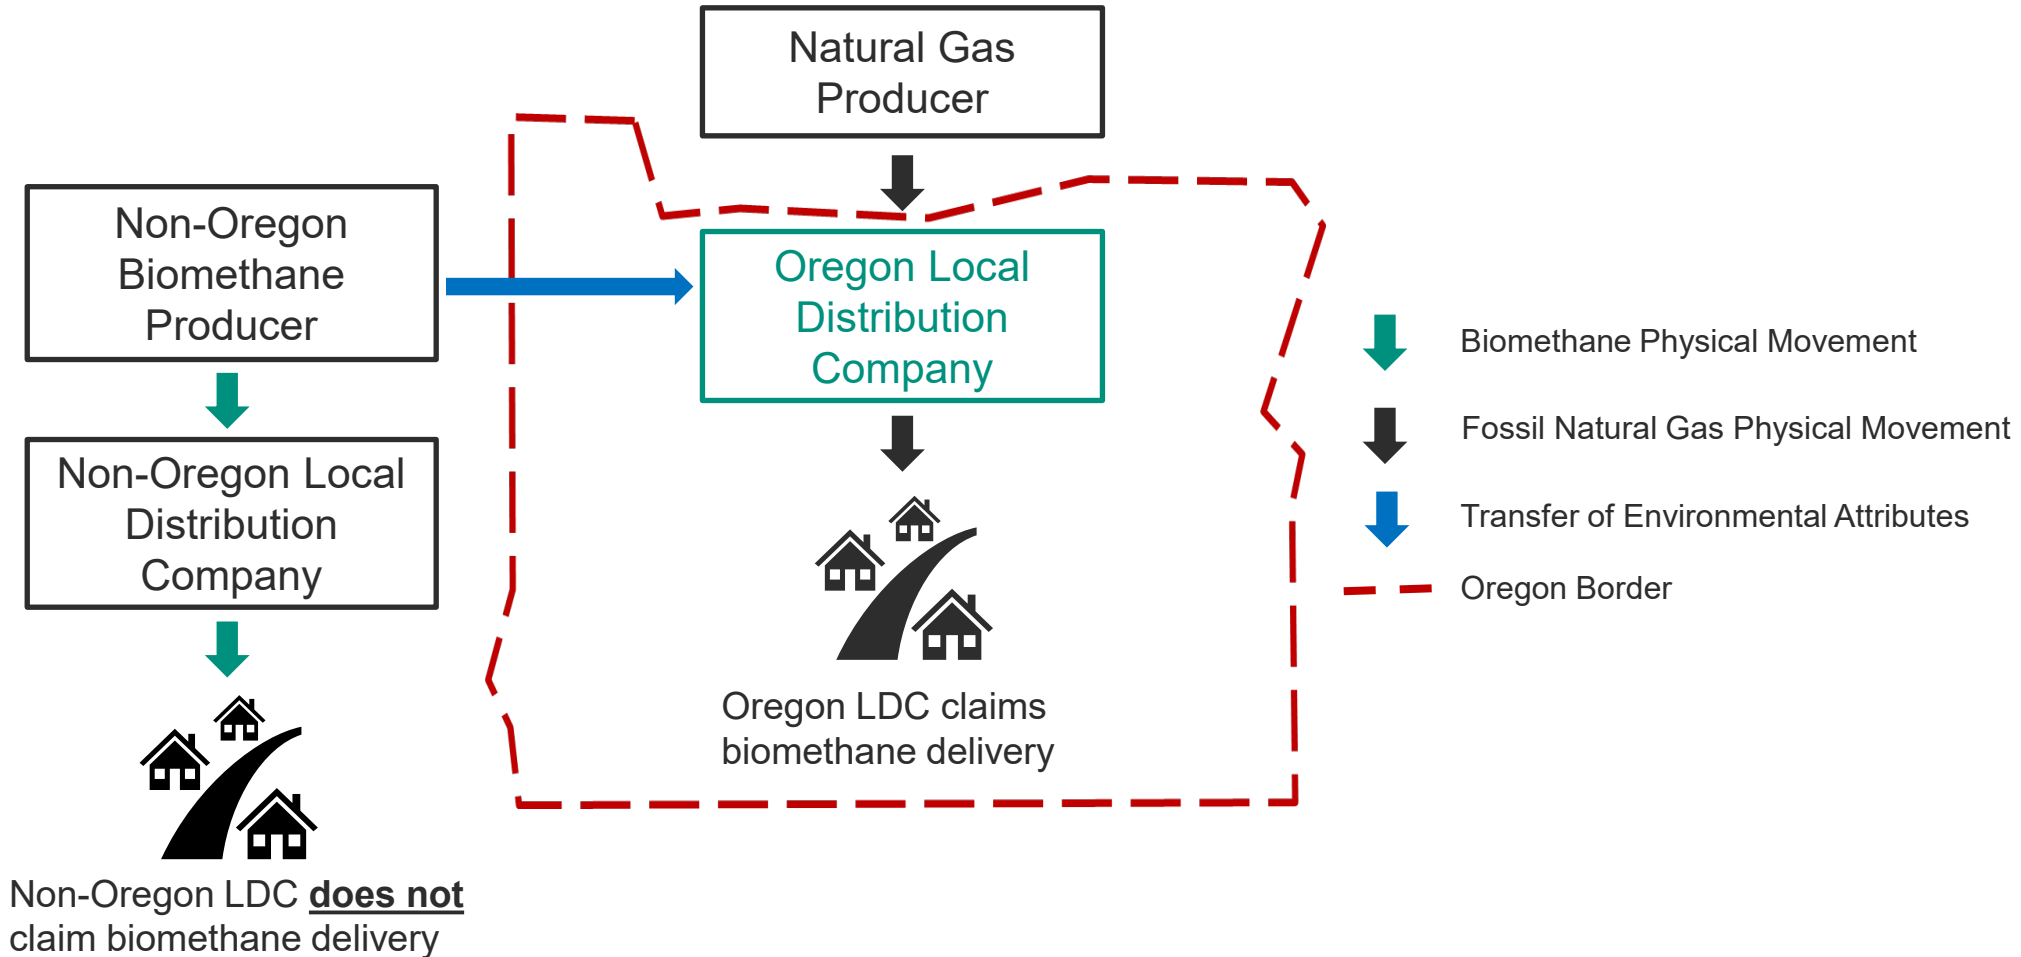 Natural Gas
Producer
Non-Oregon
Biomethane
Producer
Oregon Local
Distribution
Company
Non-Oregon Local
Distribution
Company
Oregon LDC claims
biomethane delivery
Non-Oregon LDC does not
claim biomethane delivery
Biomethane Physical Movement
Fossil Natural Gas Physical Movement
Transfer of Environmental Attributes
Oregon Border